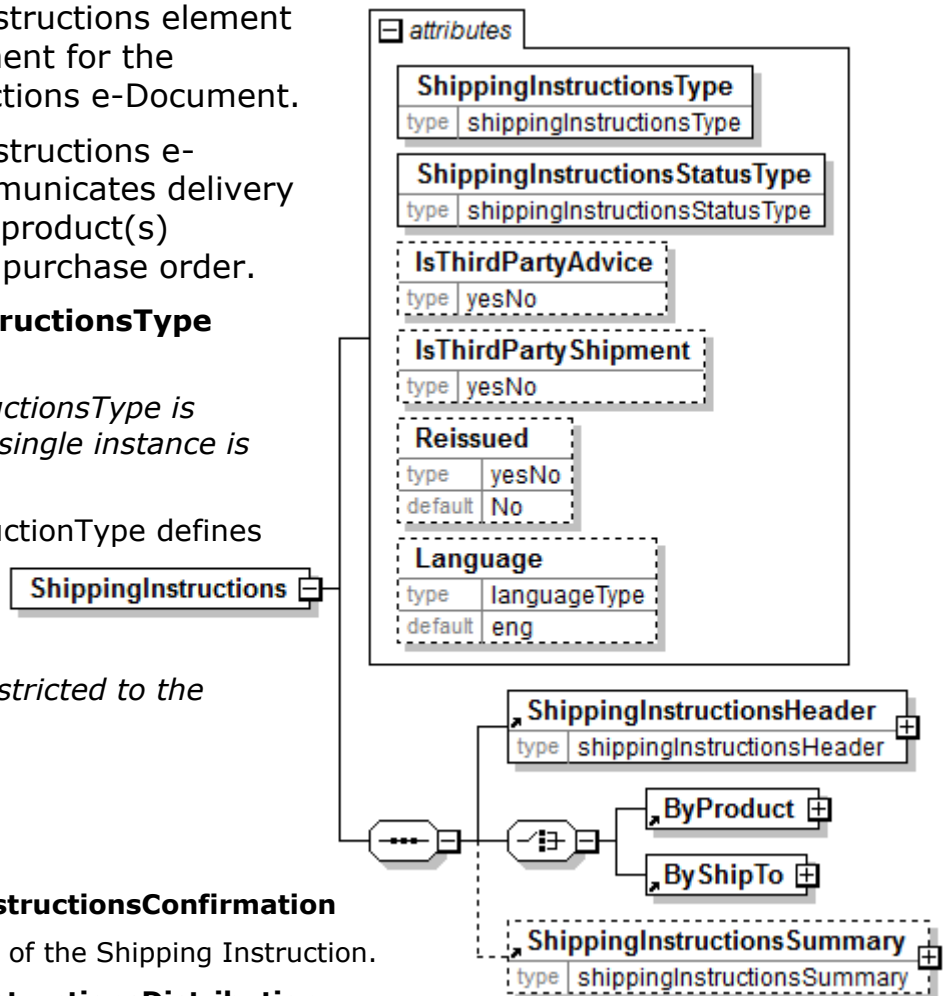 structions element
ent for the
ctions e-Document.
structions e-
municates delivery
product(s)
purchase order.
ructionsType
uctionsType is
single instance is
uctionType defines
stricted to the
structionsConfirmation
of the Shipping Instruction.
attributes
ShippingInstructionsType
type shippingInstructionsType
ShippingInstructionsStatusType
type shippingInstructionsStatusType
IsThirdPartyAdvice
type yesNo
IsThirdPartyShipment
type yesNo
Reissued
type yesNo
default No
Language
type languageType
default eng
ShippingInstructions
ShippingInstructionsHeader
type shippingInstructionsHeader
ByProduct
ByShipTo
ShippingInstructionsSummary
type shippingInstructionsSummary